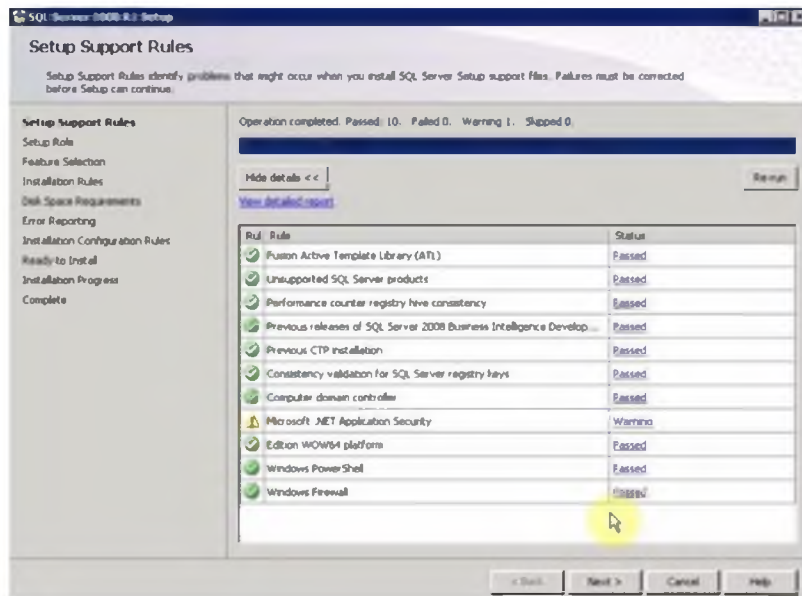 SQL Server 2008 R2 Setup
Setup Support Rules
Setup Support Rules identify problems that might occur when you install SQL Server Setup support files. Failures must be corrected
before Setup can continue.
Setup Support Rules
Setup Role
Feature Selection
Installation Rules
Disk Space Requirements
Error Reporting
Installation Configuration Rules
Ready to Install
Installation Progress
Complete
Operation completed. Passed: 10. Failed 0. Warning 1. Skipped 0.
Hide details <<
Re-run
View detailed report
Rul Rule Status
Fusion Active Template Library (ATL) Passed
Unsupported SQL Server products Passed
Performance counter registry hive consistency Passed
Previous releases of SQL Server 2008 Business Intelligence Develop... Passed
Previous CTP installation Passed
Consistency validation for SQL Server registry keys Passed
Computer domain controller Passed
Microsoft .NET Application Security Warning
Edition WOW64 platform Passed
Windows PowerShell Passed
Windows Firewall Passed
< Back Next > Cancel Help